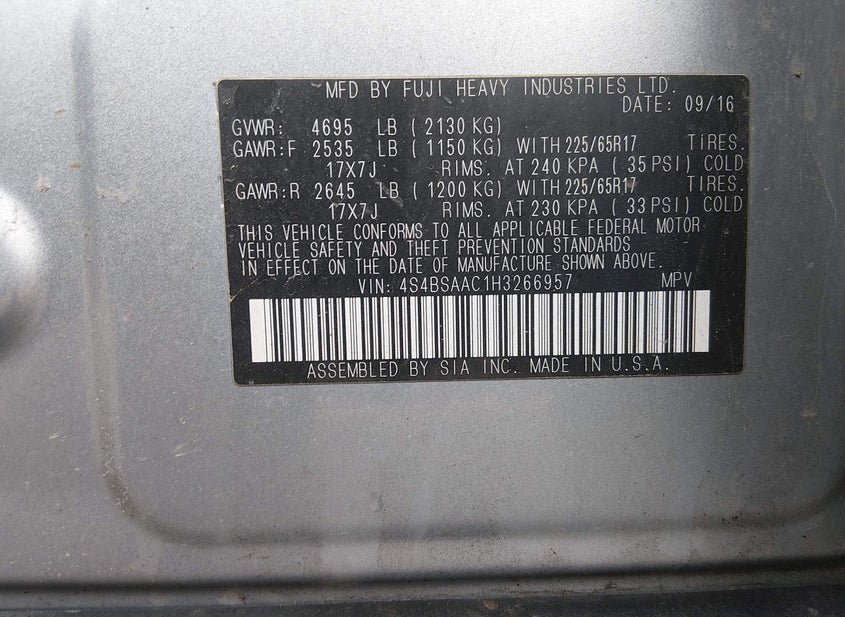 MFD BY FUJI HEAVY INDUSTRIES LTD.
DATE: 09/16
GVWR: 4695 LB ( 2130 KG)
GAWR:F 2535 LB ( 1150 KG) WITH 225/65R17 TIRES.
17X7J RIMS. AT 240 KPA ( 35 PSI) COLD
GAWR:R 2645 LB ( 1200 KG) WITH 225/65R17 TIRES.
17X7J RIMS. AT 230 KPA ( 33 PSI) COLD
THIS VEHICLE CONFORMS TO ALL APPLICABLE FEDERAL MOTOR
VEHICLE SAFETY AND THEFT PREVENTION STANDARDS
IN EFFECT ON THE DATE OF MANUFACTURE SHOWN ABOVE.
VIN: 4S4BSAAC1H3266957 MPV
ASSEMBLED BY SIA INC. MADE IN U.S.A.